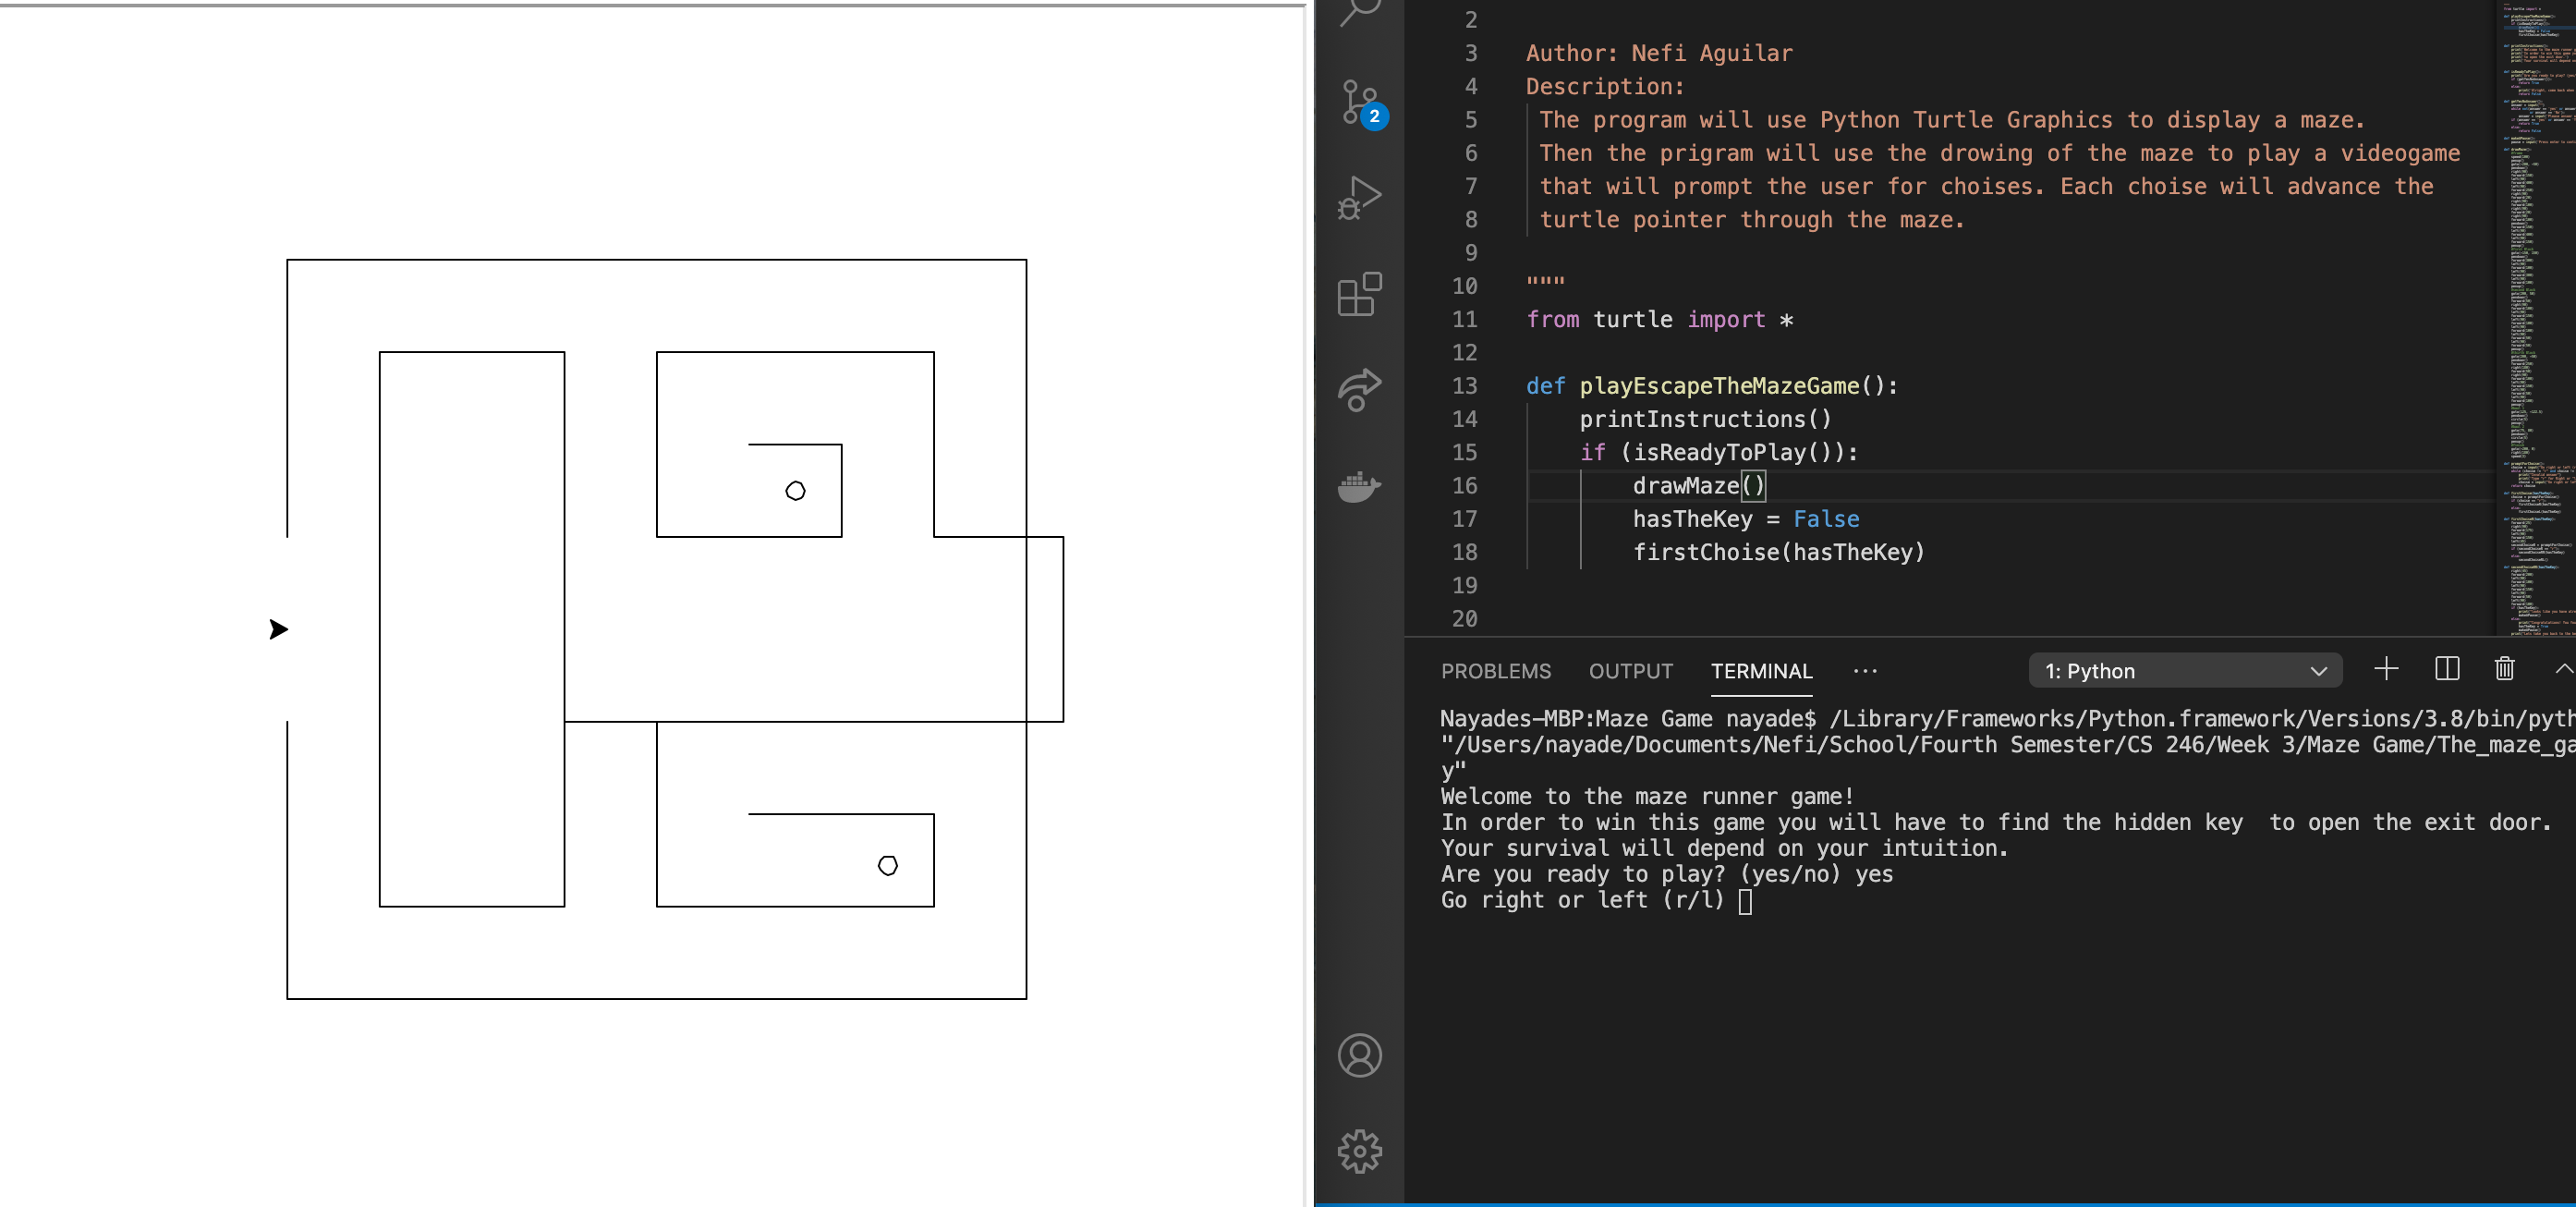 2
3 Author: Nefi Aguilar
4 Description:
5 The program will use Python Turtle Graphics to display a maze.
6 Then the prigram will use the drowing of the maze to play a videogame
7 that will prompt the user for choises. Each choice will advance the
8 turtle pointer through the maze.
9
10 """
11 from turtle import *
12
13 def playEscapeTheMazeGame():
14 printInstructions()
15 if (isReadyToPlay()):
16 drawMaze()
17 hasTheKey = False
18 firstChoise(hasTheKey)
19
20
2
PROBLEMS OUTPUT TERMINAL ··· 1: Python
Nayades-MBP:Maze Game nayade$ /Library/Frameworks/Python.framework/Versions/3.8/bin/pyth
"/Users/nayade/Documents/Nefi/School/Fourth Semester/CS 246/Week 3/Maze Game/The_maze_ga
y"
Welcome to the maze runner game!
In order to win this game you will have to find the hidden key  to open the exit door.
Your survival will depend on your intuition.
Are you ready to play? (yes/no) yes
Go right or left (r/l)